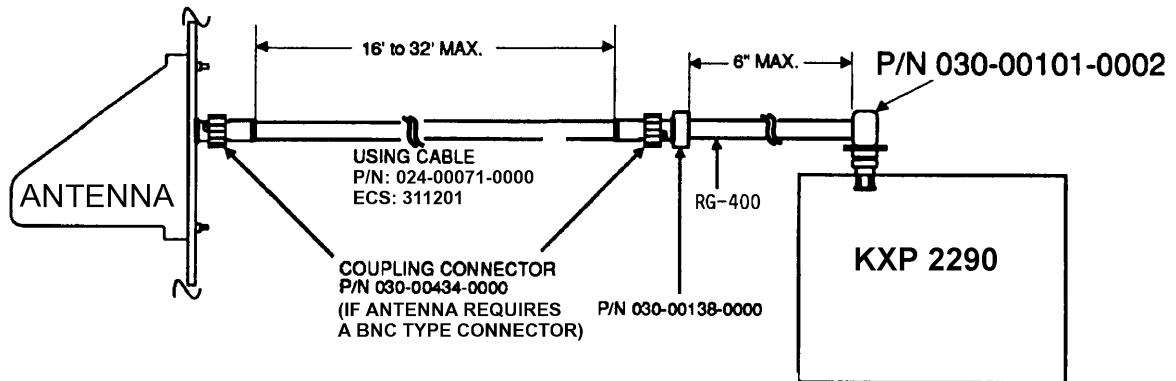 16' to 32' MAX.
6" MAX.
P/N 030-00101-0002
ANTENNA
USING CABLE
P/N: 024-00071-0000
ECS: 311201
RG-400
KXP 2290
COUPLING CONNECTOR
P/N 030-00434-0000
(IF ANTENNA REQUIRES
A BNC TYPE CONNECTOR)
P/N 030-00138-0000